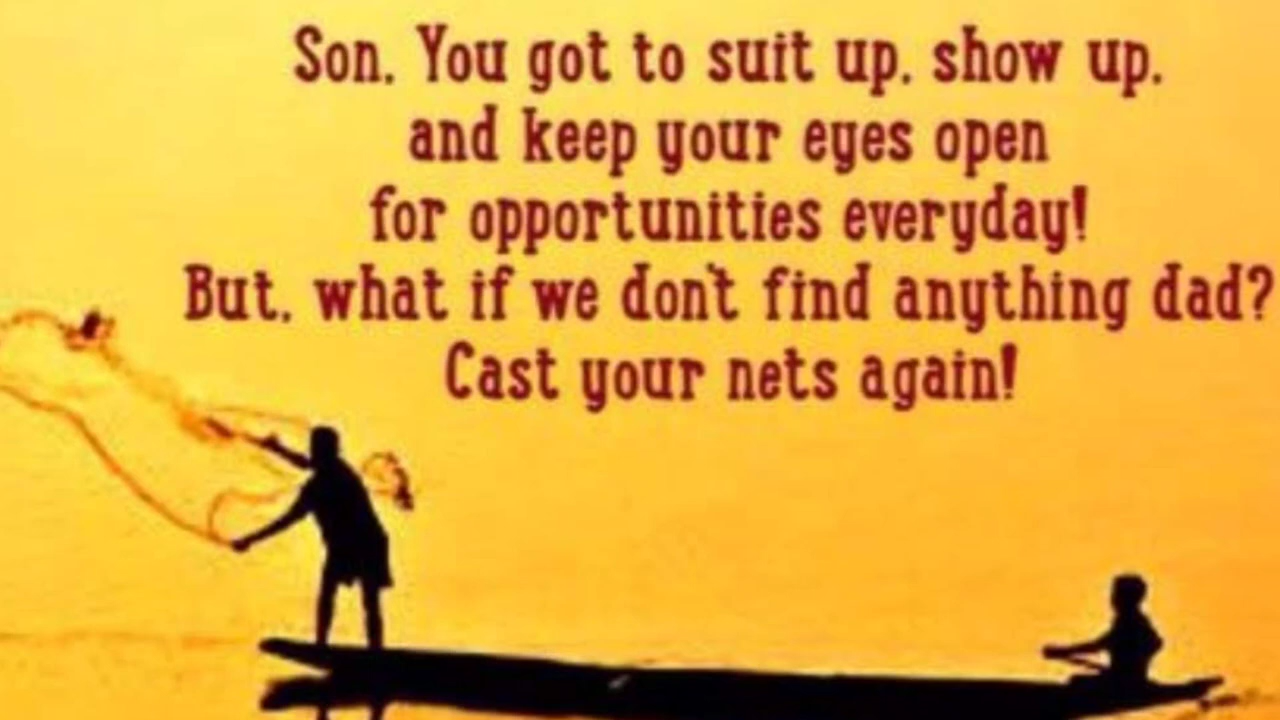 Son. You got to suit up. show up.
and keep your eyes open
for opportunities everyday!
But. what if we don't find anything dad?
Cast your nets again!